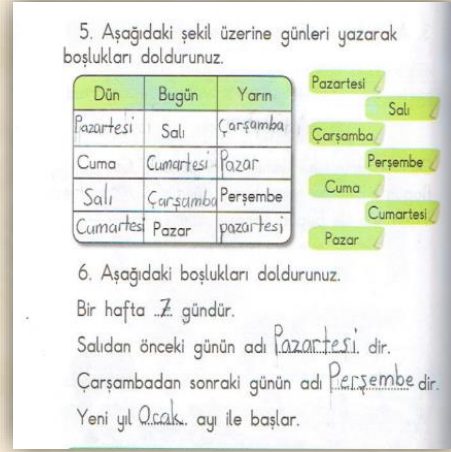 5. Aşağıdaki şekil üzerine günleri yazarak
boşlukları doldurunuz.
Dün Bugün Yarın
Pazartesi Salı Çarşamba
Cuma Cumartesi Pazar
Salı Çarşamba Perşembe
Cumartesi Pazar pazartesi
Pazartesi
Salı
Çarşamba
Perşembe
Cuma
Cumartesi
Pazar
6. Aşağıdaki boşlukları doldurunuz.
Bir hafta 7 gündür.
Salıdan önceki günün adı Pazartesi dir.
Çarşambadan sonraki günün adı Perşembe dir.
Yeni yıl Ocak ayı ile başlar.